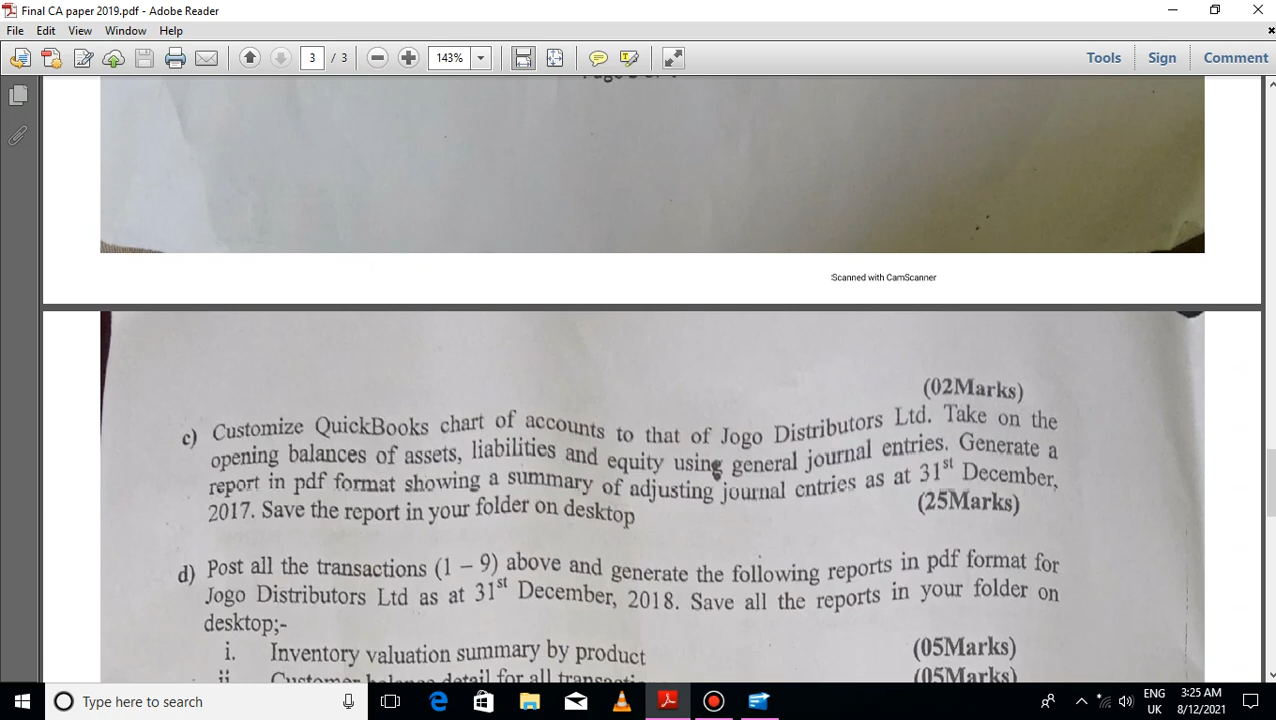 Final CA paper 2019.pdf - Adobe Reader
File Edit View Window Help
3 / 3 143% Tools Sign Comment
Scanned with CamScanner
(02Marks)
c) Customize QuickBooks chart of accounts to that of Jogo Distributors Ltd. Take on the
opening balances of assets, liabilities and equity using general journal entries. Generate a
report in pdf format showing a summary of adjusting journal entries as at 31st December,
2017. Save the report in your folder on desktop (25Marks)
d) Post all the transactions (1 – 9) above and generate the following reports in pdf format for
Jogo Distributors Ltd as at 31st December, 2018. Save all the reports in your folder on
desktop;-
i. Inventory valuation summary by product (05Marks)
ii Customer balance detail for all (05Marks)
Type here to search ENG 3:25 AM
UK 8/12/2021